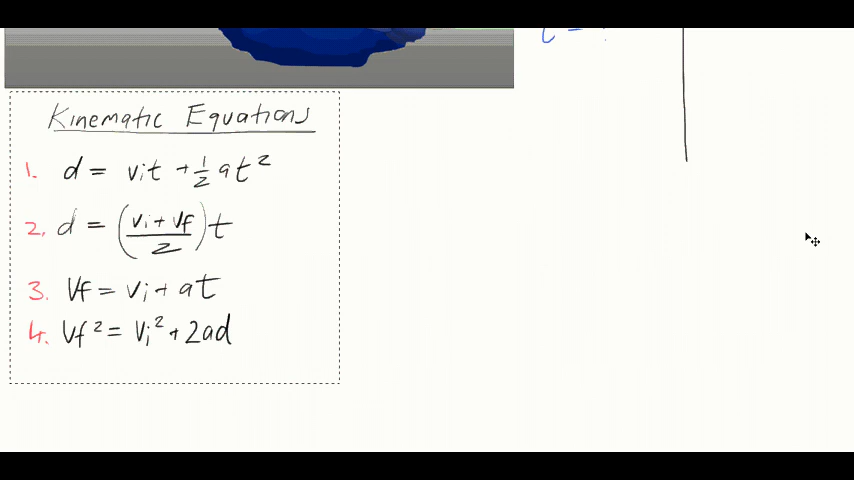 Kinematic Equations
1. d = vit + 1/2 at²
2. d = (vi + vf / 2) t
3. Vf = vi + at
4. Vf² = Vi² + 2ad